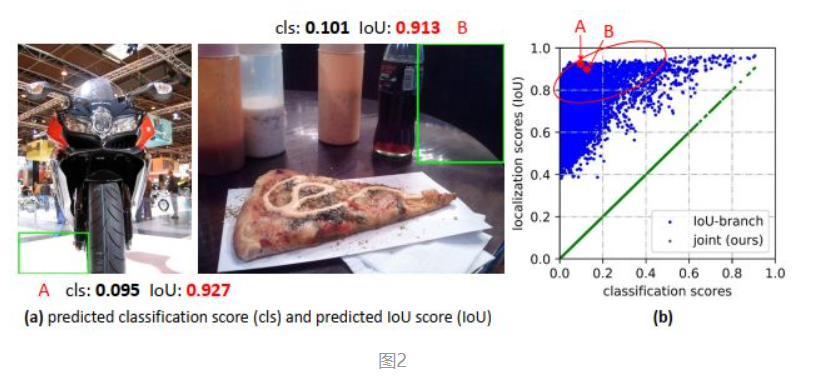 cls: 0.101 IoU: 0.913 B
A cls: 0.095 IoU: 0.927
(a) predicted classification score (cls) and predicted IoU score (IoU)
A
B
1.0
0.8
0.6
0.4
0.2
0.0
localization scores (IoU)
IoU-branch
joint (ours)
0.0 0.2 0.4 0.6 0.8 1.0
classification scores
(b)
图2